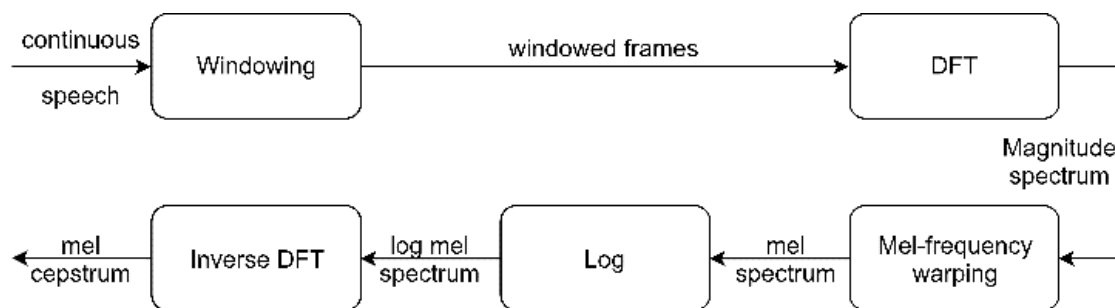 continuous
speech
Windowing
windowed frames
DFT
Magnitude
spectrum
Mel-frequency
warping
mel
spectrum
Log
log mel
spectrum
Inverse DFT
mel
cepstrum